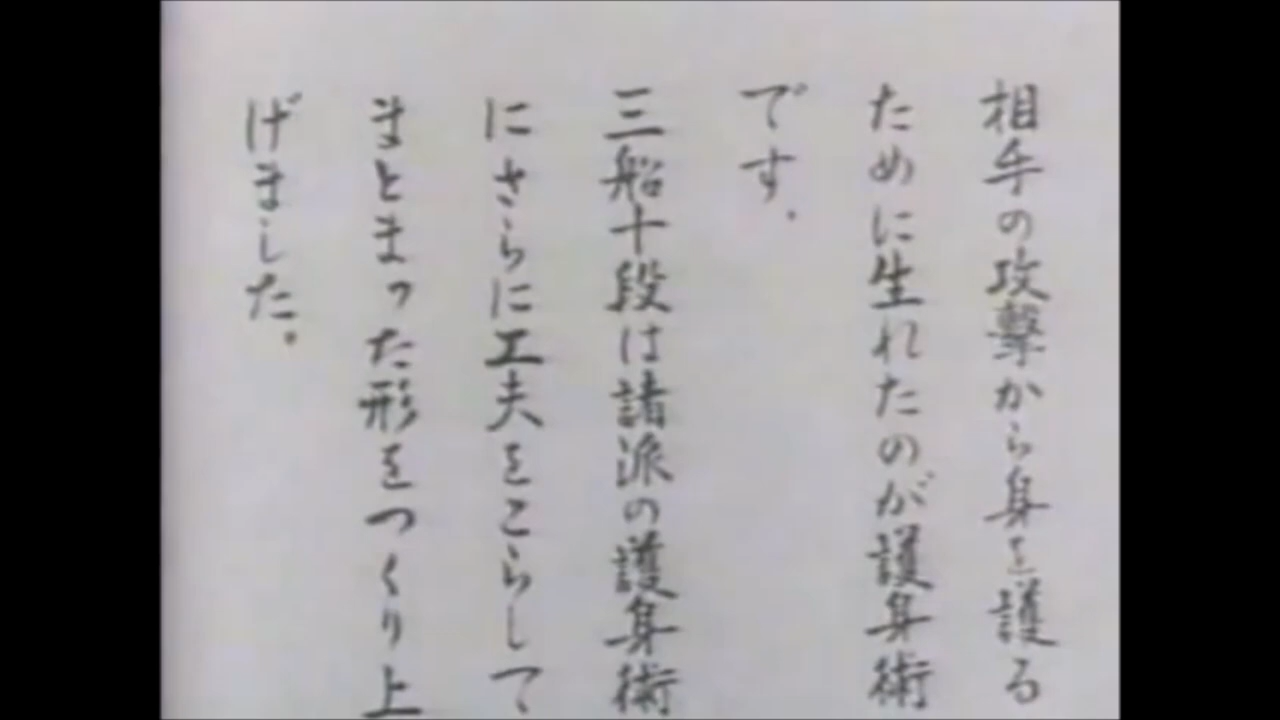 相手の攻撃から身を護る
ために生れたのが護身術
です.
三船十段は諸派の護身術
にさらに工夫をこらして
まとまった形をつくり上
げました。